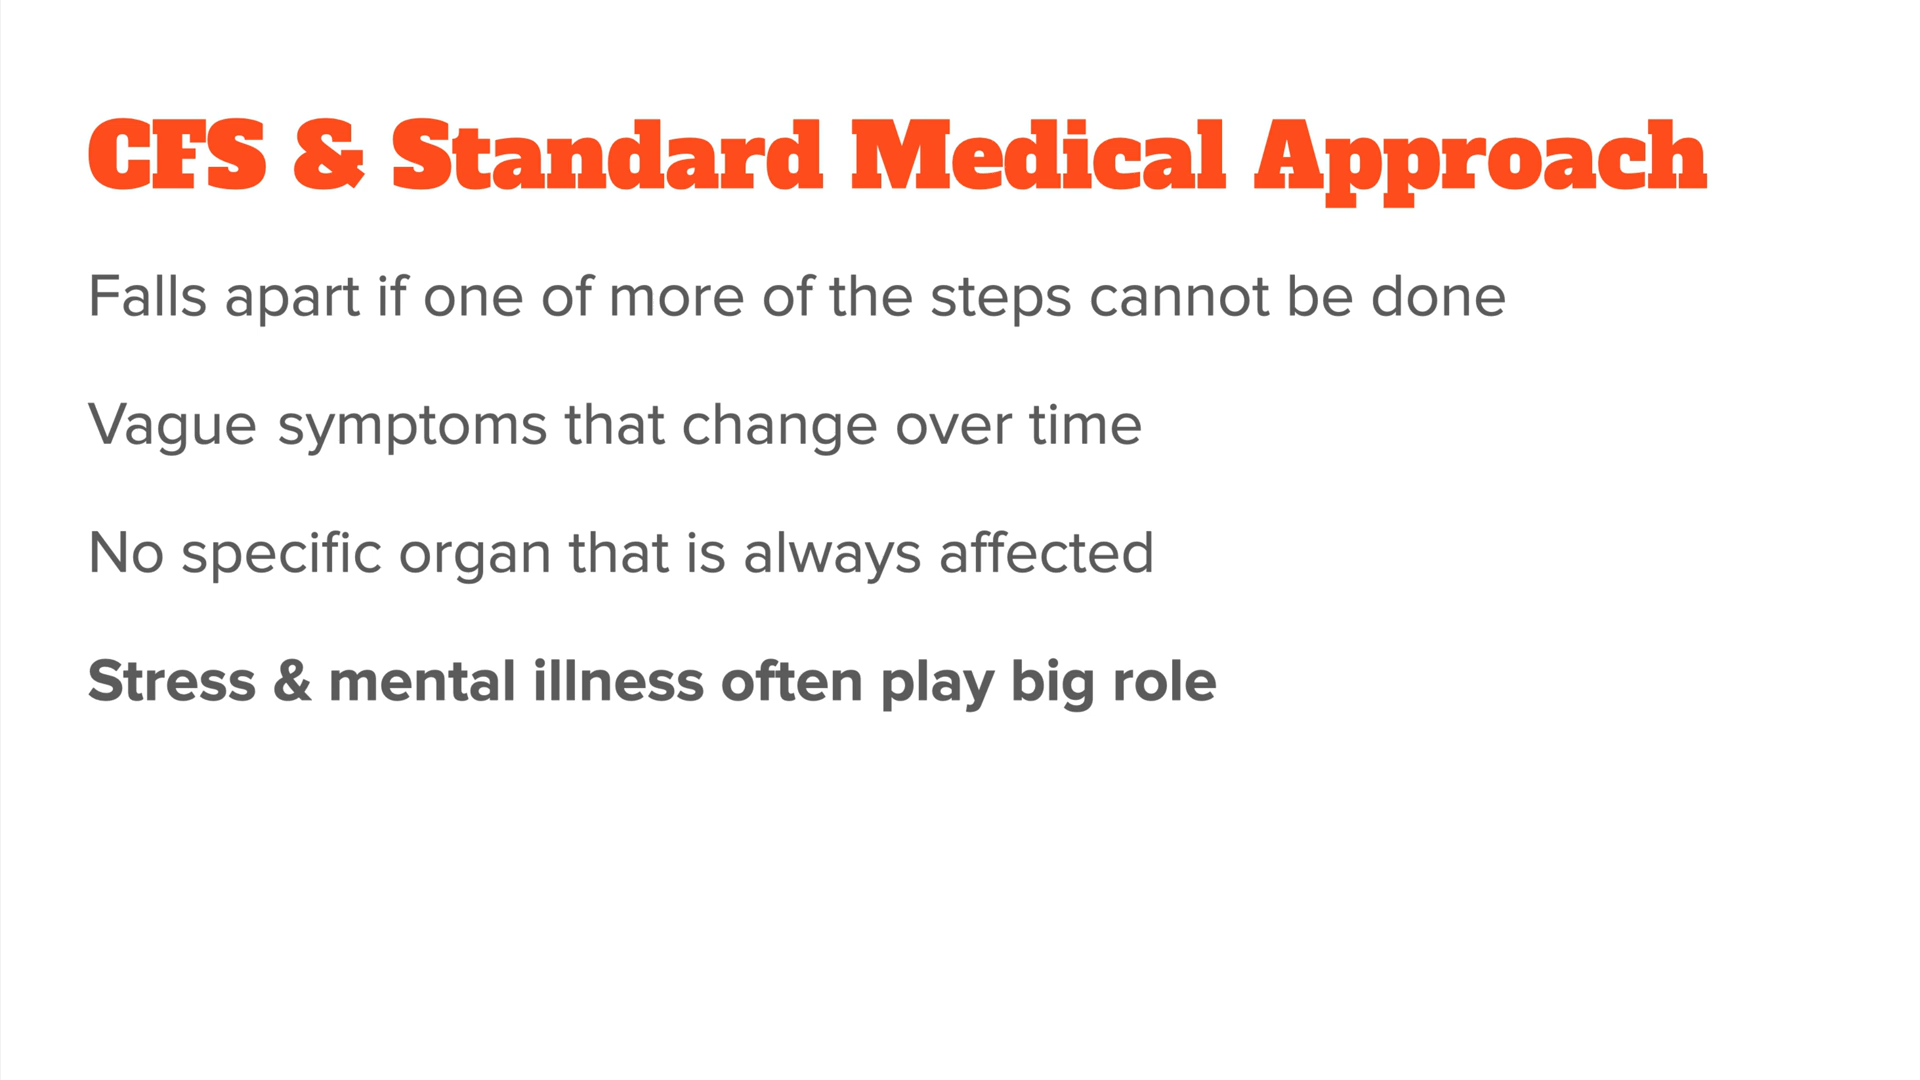 CFS & Standard Medical Approach
Falls apart if one of more of the steps cannot be done
Vague symptoms that change over time
No specific organ that is always affected
Stress & mental illness often play big role